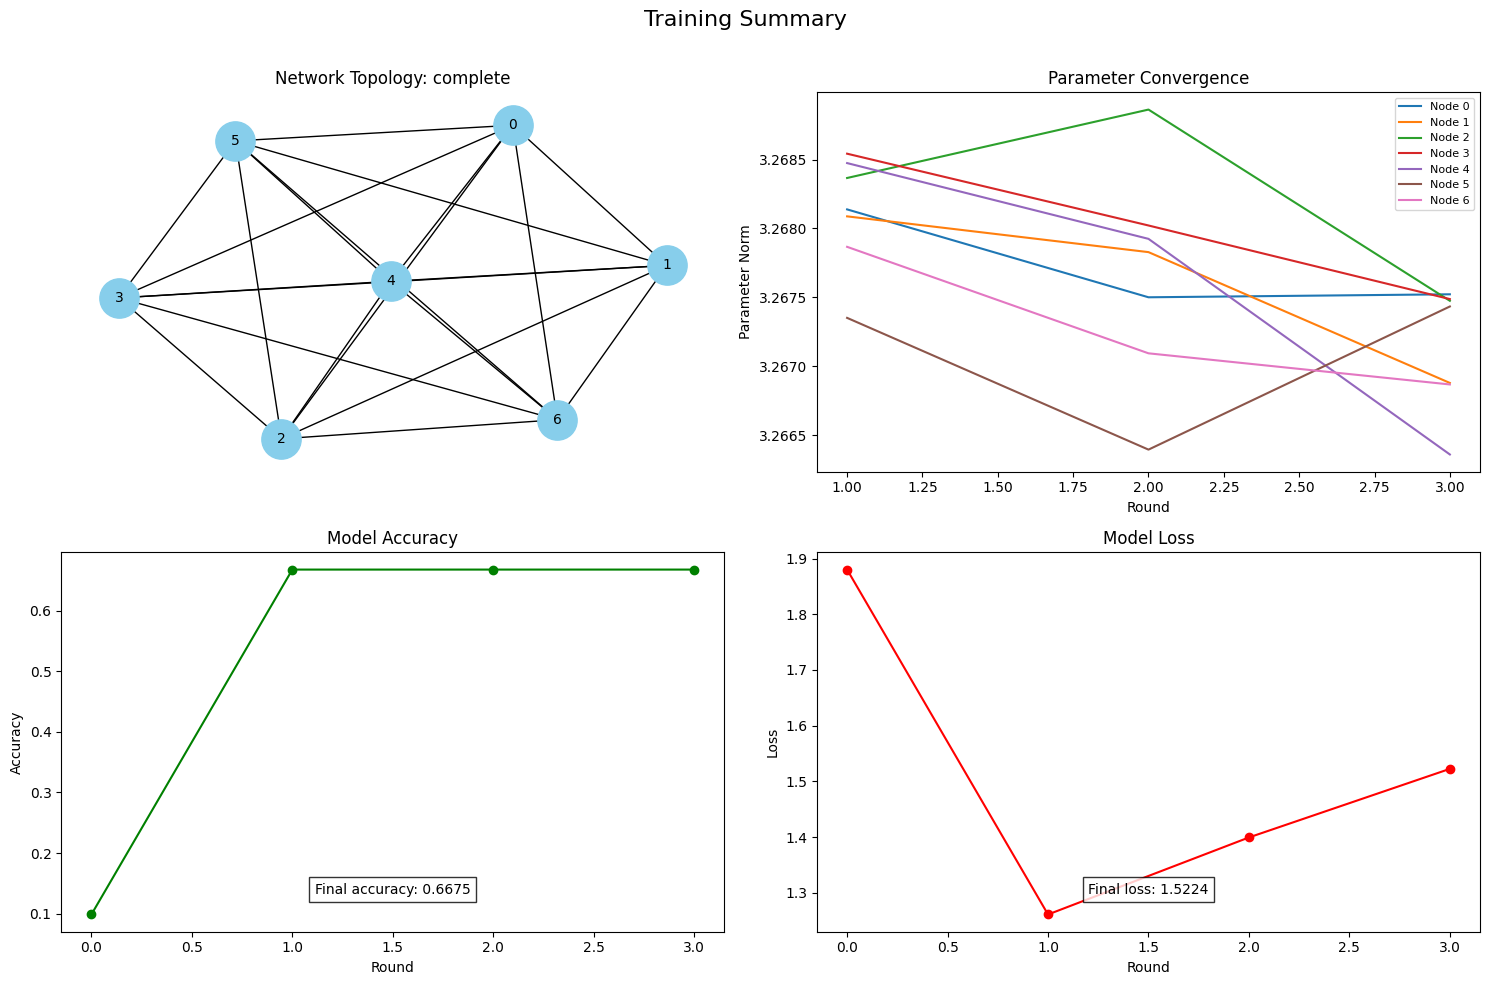 Training Summary
Network Topology: complete
5
0
1
4
3
2
6
Parameter Convergence
Parameter Norm
3.2685
3.2680
3.2675
3.2670
3.2665
Node 0
Node 1
Node 2
Node 3
Node 4
Node 5
Node 6
1.00 1.25 1.50 1.75 2.00 2.25 2.50 2.75 3.00
Round
Model Accuracy
Accuracy
0.6
0.5
0.4
0.3
0.2
0.1
Final accuracy: 0.6675
0.0 0.5 1.0 1.5 2.0 2.5 3.0
Round
Model Loss
Loss
1.9
1.8
1.7
1.6
1.5
1.4
1.3
Final loss: 1.5224
0.0 0.5 1.0 1.5 2.0 2.5 3.0
Round